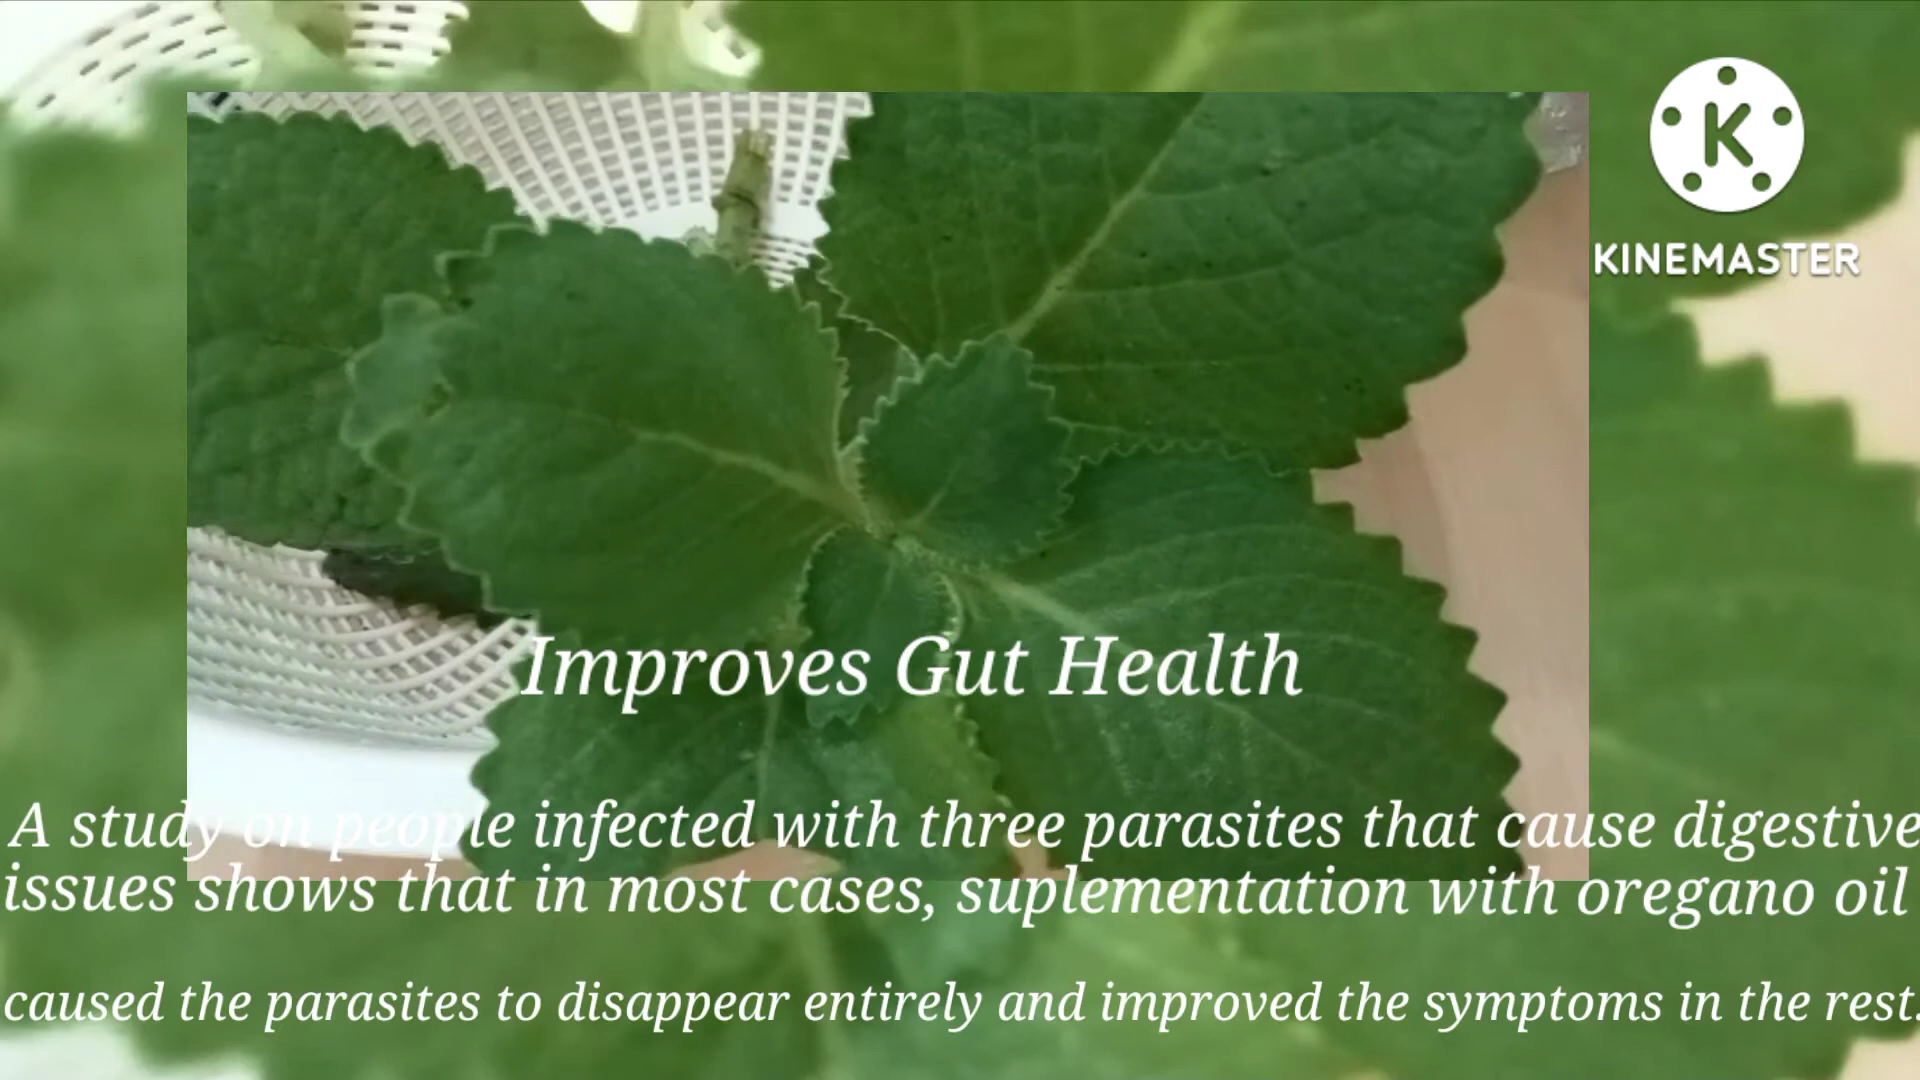 KINEMASTER
Improves Gut Health
A study on people infected with three parasites that cause digestive
issues shows that in most cases, suplementation with oregano oil
caused the parasites to disappear entirely and improved the symptoms in the rest.